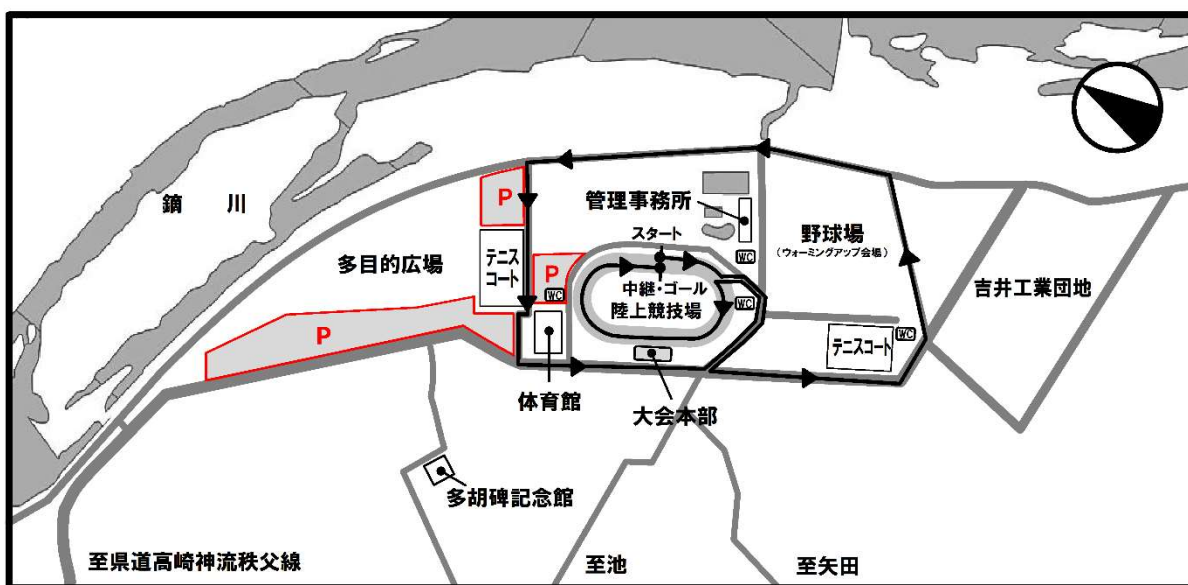 鏑川
多目的広場
P
テニス
コート
P
P
WC
管理事務所
スタート
中継・ゴール
陸上競技場
WC
WC
野球場
(ウォーミングアップ会場)
吉井工業団地
テニスコート
WC
体育館
大会本部
多胡碑記念館
至県道高崎神流秩父線
至池
至矢田